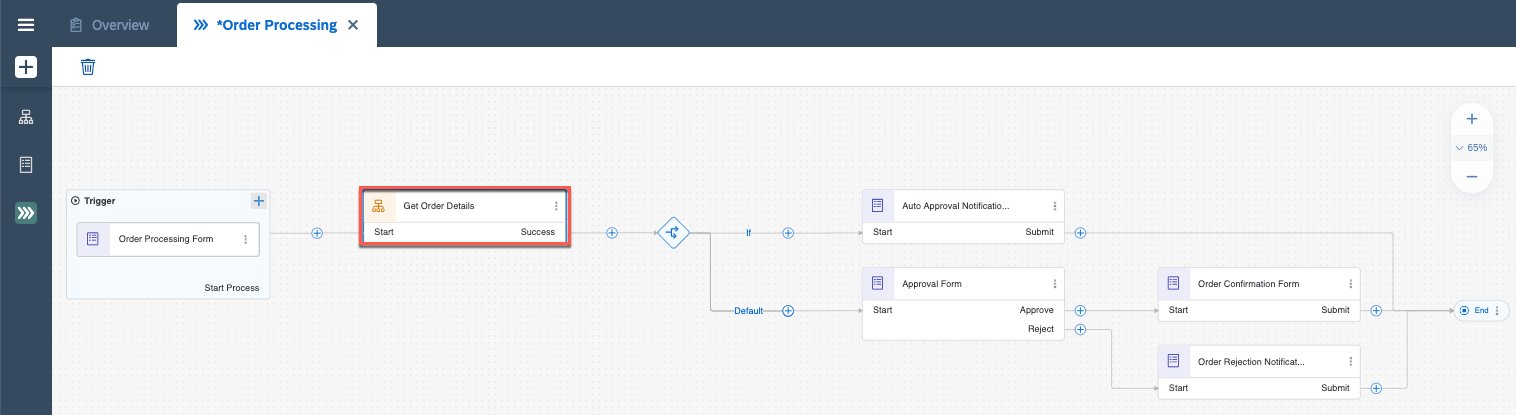 Overview
*Order Processing
65%
Trigger
Order Processing Form
Start Process
Get Order Details
Start Success
If
Default
Auto Approval Notificatio...
Start Submit
Approval Form
Start Approve
Reject
Order Confirmation Form
Start Submit
Order Rejection Notificat...
Start Submit
End